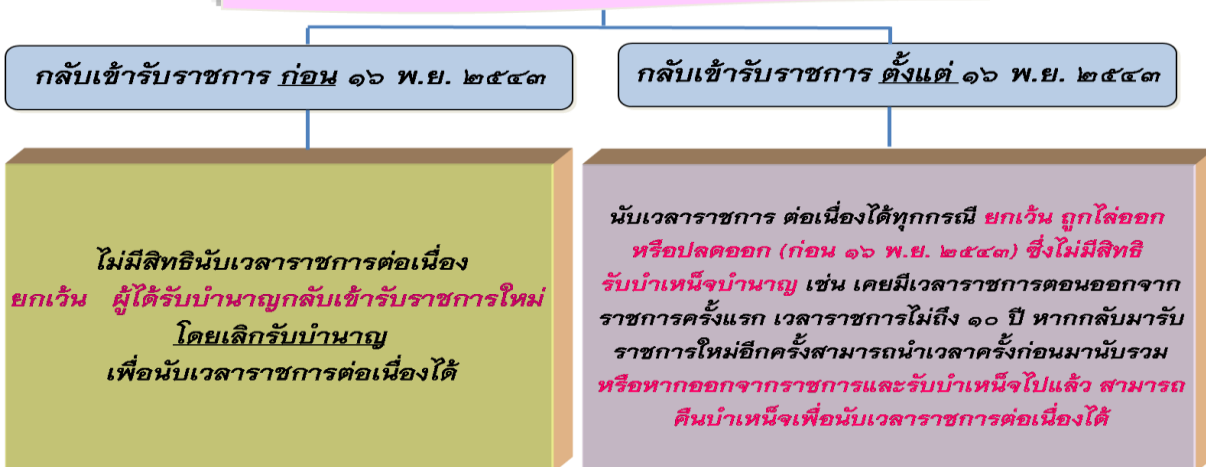 กลับเข้ารับราชการ ก่อน ๑๖ พ.ย. ๒๕๔๓
ไม่มีสิทธินับเวลาราชการต่อเนื่อง
ยกเว้น ผู้ได้รับบำนาญกลับเข้ารับราชการใหม่
โดยเลิกรับบำนาญ
เพื่อนับเวลาราชการต่อเนื่องได้
กลับเข้ารับราชการ ตั้งแต่ ๑๖ พ.ย. ๒๕๔๓
นับเวลาราชการ ต่อเนื่องได้ทุกกรณี ยกเว้น ถูกไล่ออก
หรือปลดออก (ก่อน ๑๖ พ.ย. ๒๕๔๓) ซึ่งไม่มีสิทธิ
รับบำเหน็จบำนาญ เช่น เคยมีเวลาราชการตอนออกจาก
ราชการครั้งแรก เวลาราชการไม่ถึง ๑๐ ปี หากกลับมารับ
ราชการใหม่อีกครั้งสามารถนำเวลาครั้งก่อนมานับรวม
หรือหากออกจากราชการและรับบำเหน็จไปแล้ว สามารถ
คืนบำเหน็จเพื่อนับเวลาราชการต่อเนื่องได้